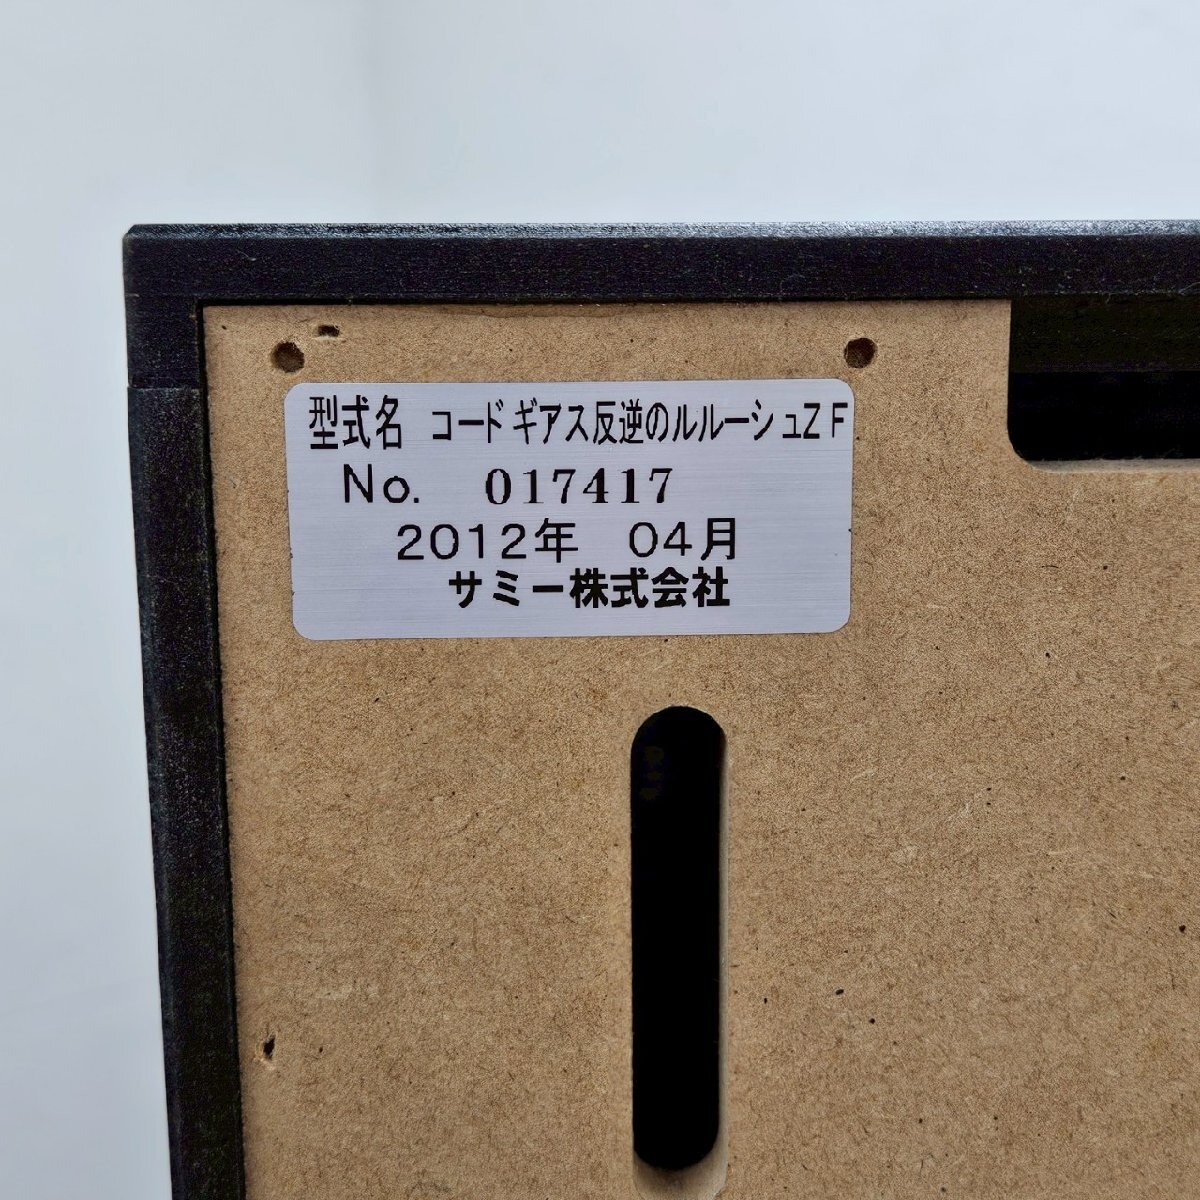 型式名 コードギアス反逆のルルーシュZF
No. 017417
2012年 04月
サミー株式会社